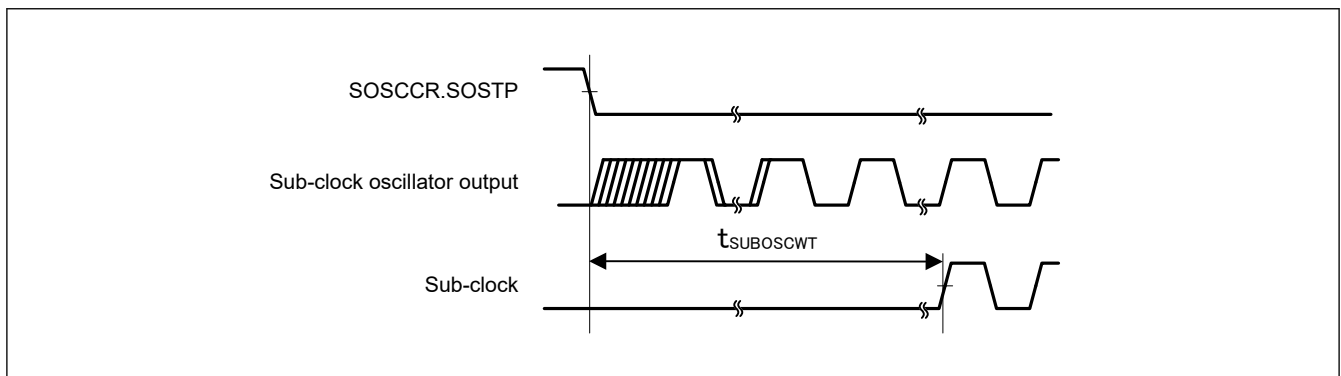 SOSCCR.SOSTP
Sub-clock oscillator output
tSUBOSCWT
Sub-clock